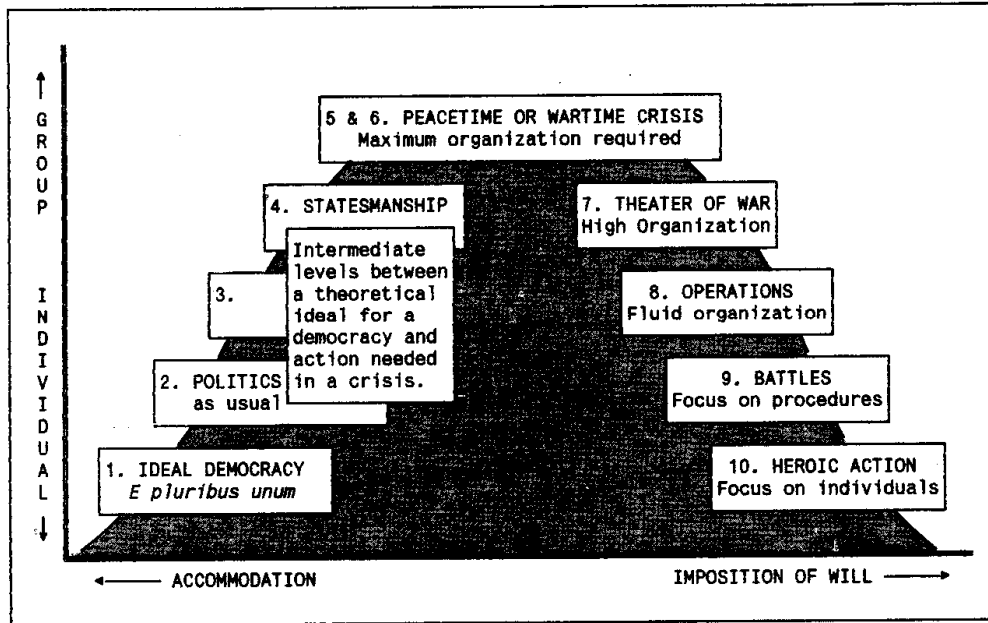 ↑
G
R
O
U
P
I
N
D
I
V
I
D
U
A
L
↓
5 & 6. PEACETIME OR WARTIME CRISIS
Maximum organization required
4. STATESMANSHIP
Intermediate
levels between
a theoretical
ideal for a
democracy and
action needed
in a crisis.
3.
2. POLITICS
as usual
1. IDEAL DEMOCRACY
E pluribus unum
7. THEATER OF WAR
High Organization
8. OPERATIONS
Fluid organization
9. BATTLES
Focus on procedures
10. HEROIC ACTION
Focus on individuals
← ACCOMMODATION
IMPOSITION OF WILL →